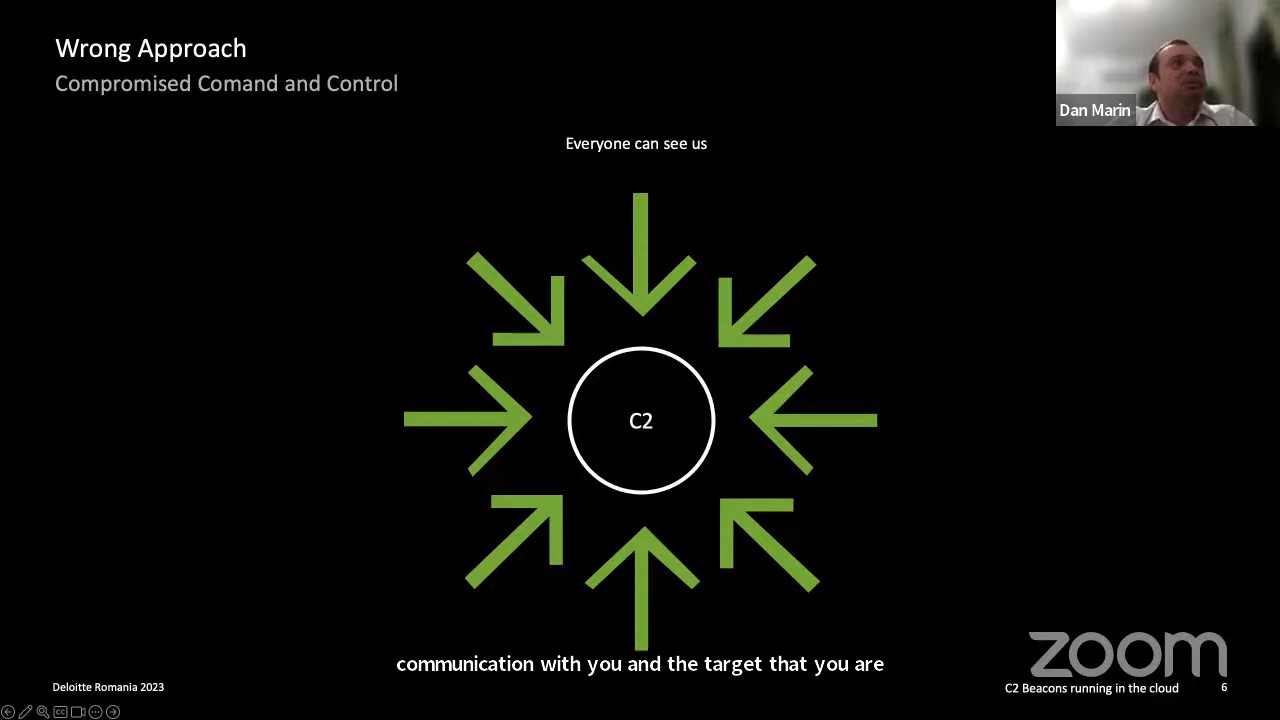 Wrong Approach
Compromised Comand and Control
Dan Marin
Everyone can see us
C2
communication with you and the target that you are
zoom
Deloitte Romania 2023
C2 Beacons running in the cloud
6
CC